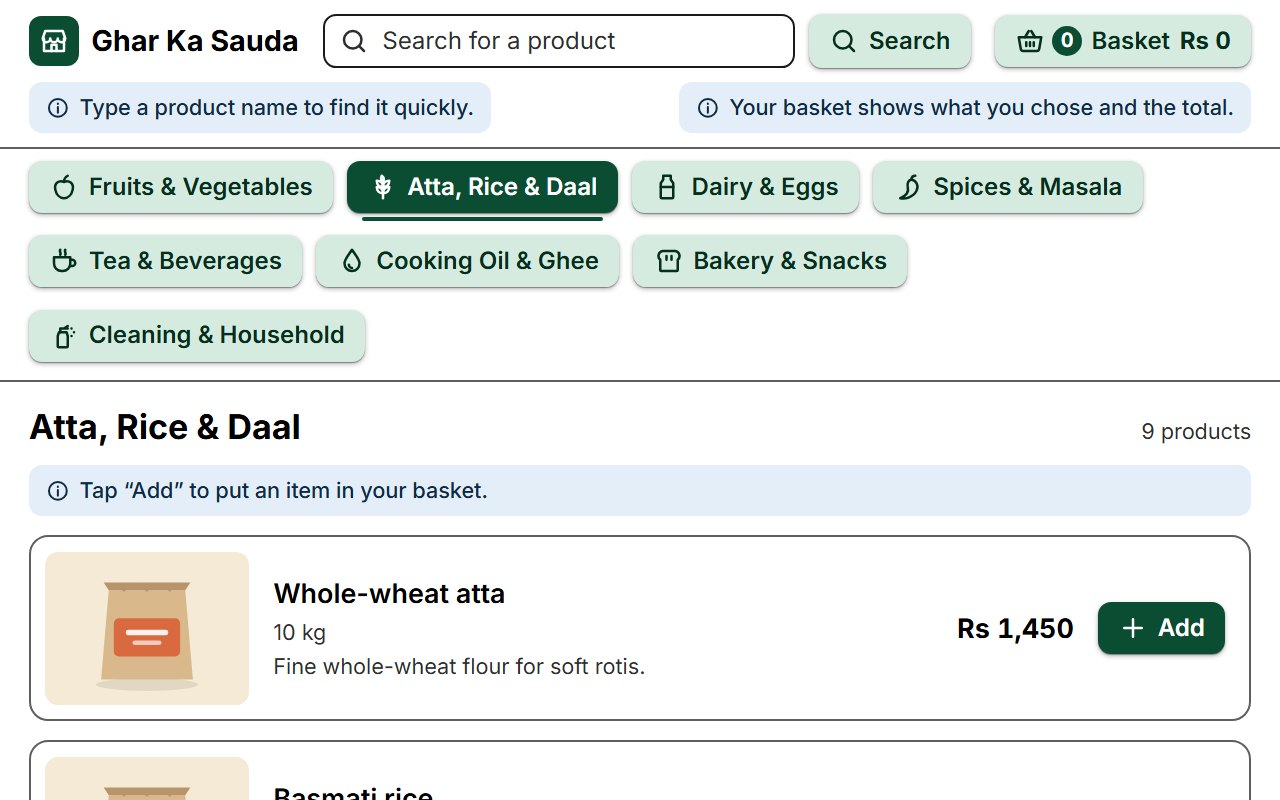 Ghar Ka Sauda
Search for a product
Search
0 Basket Rs 0
Type a product name to find it quickly.
Your basket shows what you chose and the total.
Fruits & Vegetables
Atta, Rice & Daal
Dairy & Eggs
Spices & Masala
Tea & Beverages
Cooking Oil & Ghee
Bakery & Snacks
Cleaning & Household
Atta, Rice & Daal
9 products
Tap “Add” to put an item in your basket.
Whole-wheat atta
10 kg
Fine whole-wheat flour for soft rotis.
Rs 1,450
Add
Basmati rice